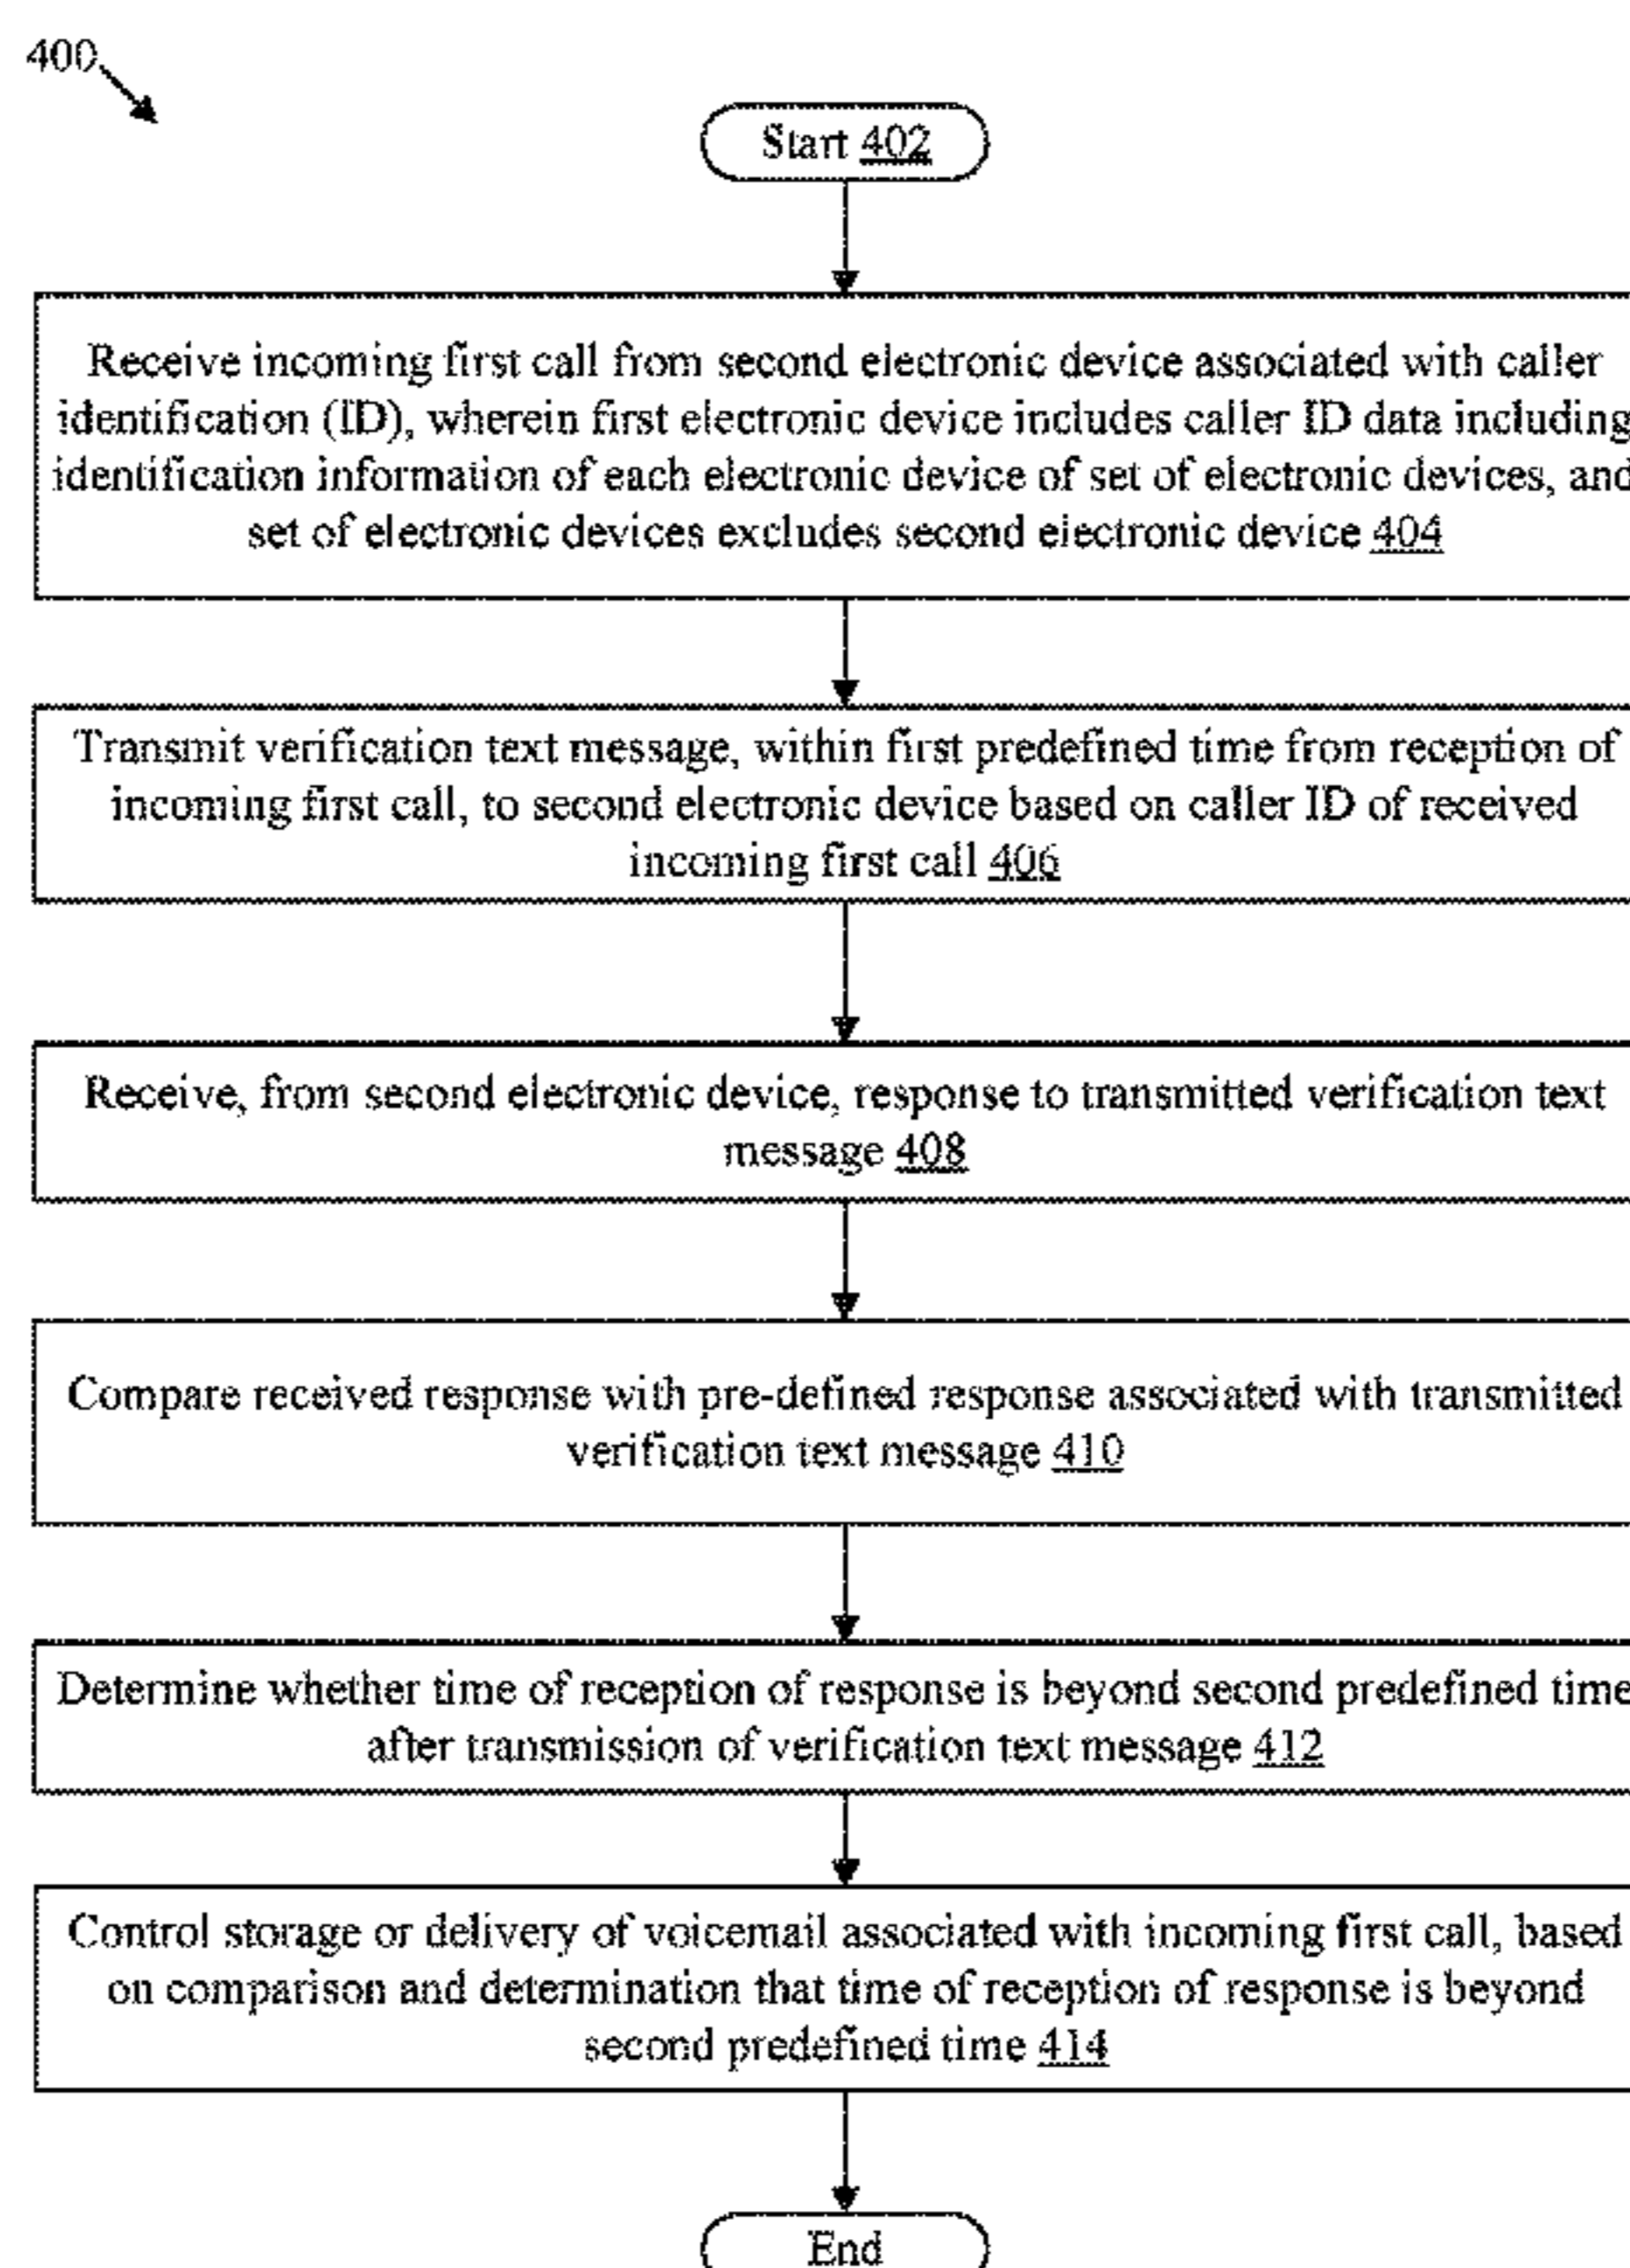 400
Start 402
Receive incoming first call from second electronic device associated with caller
identification (ID), wherein first electronic device includes caller ID data including
identification information of each electronic device of set of electronic devices, and
set of electronic devices excludes second electronic device 404
Transmit verification text message, within first predefined time from reception of
incoming first call, to second electronic device based on caller ID of received
incoming first call 406
Receive, from second electronic device, response to transmitted verification text
message 408
Compare received response with pre-defined response associated with transmitted
verification text message 410
Determine whether time of reception of response is beyond second predefined time
after transmission of verification text message 412
Control storage or delivery of voicemail associated with incoming first call, based
on comparison and determination that time of reception of response is beyond
second predefined time 414
End